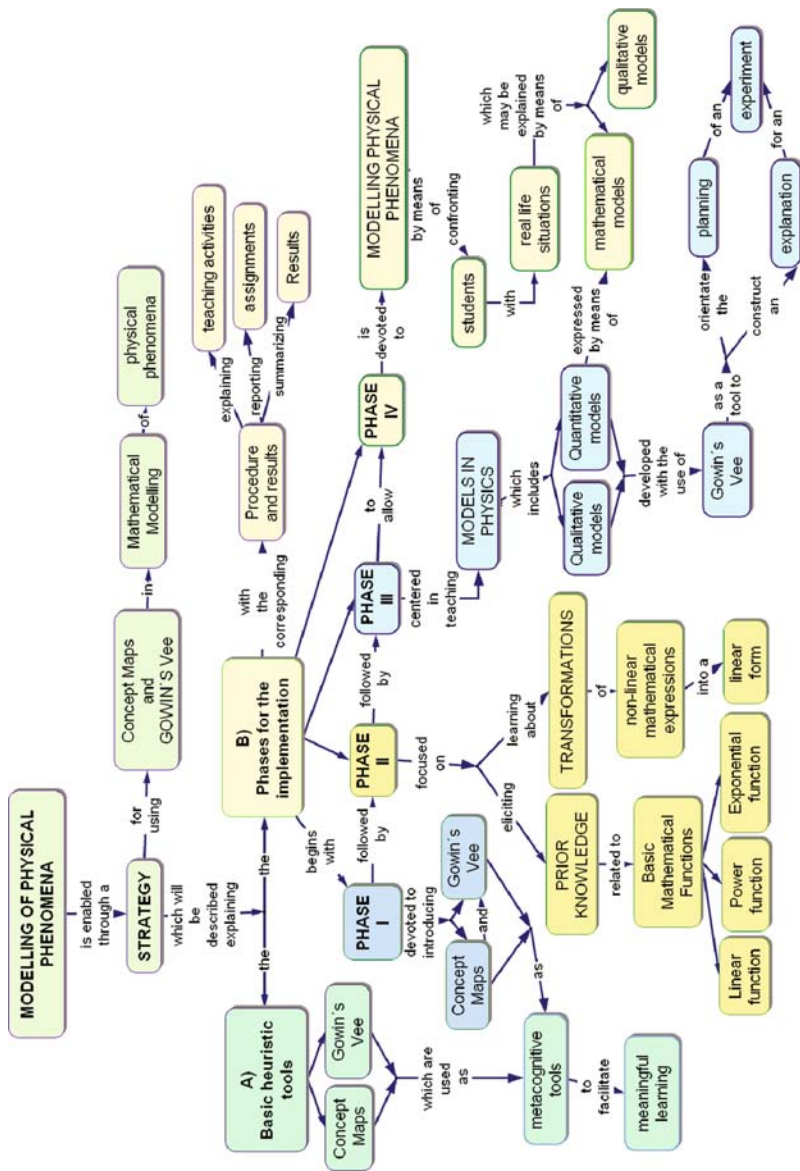 MODELLING OF PHYSICAL
PHENOMENA
is enabled
through a
STRATEGY
for
using
Concept Maps
and
GOWIN´S Vee
in
Mathematical
Modelling
of
physical
phenomena
which will
be
described
explaining
the
the
A)
Basic heuristic
tools
Concept
Maps
Gowin´s
Vee
which are
used
as
metacognitive
tools
to
facilitate
meaningful
learning
B)
Phases for the
implementation
with
the
corresponding
Procedure
and results
explaining
teaching activities
reporting
assignments
summarizing
Results
begins
with
PHASE
I
devoted to
introducing
Concept
Maps
and
Gowin´s
Vee
as
followed
by
PHASE
II
focused
on
eliciting
PRIOR
KNOWLEDGE
related to
Basic
Mathematical
Functions
Linear
function
Power
function
Exponential
function
learning
about
TRANSFORMATIONS
of
non-linear
mathematical
expressions
into a
linear
form
followed
by
PHASE
III
centered
in
teaching
MODELS IN
PHYSICS
which
includes
Qualitative
models
Quantitative
models
developed
with the
use of
Gowin´s
Vee
as a
tool to
orientate
the
planning
of an
experiment
construct
an
explanation
for an
expressed
by means
of
to
allow
PHASE
IV
is
devoted
to
MODELLING PHYSICAL
PHENOMENA
by means
of
confronting
students
with
real life
situations
which
may be
explained
by means
of
mathematical
models
qualitative
models